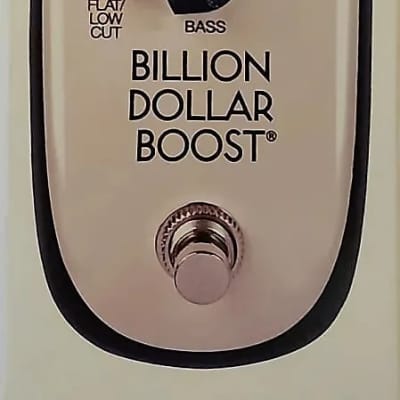 FLAT/
LOW
CUT
BASS
BILLION
DOLLAR
BOOST®